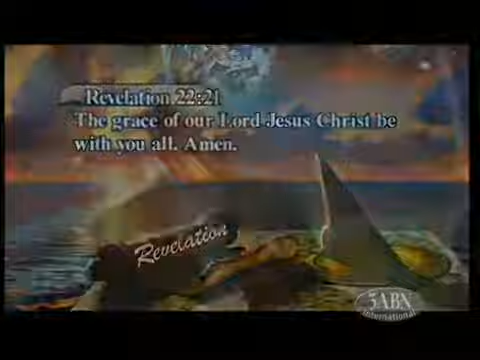 Revelation 22:21
The grace of our Lord Jesus Christ be
with you all. Amen.
Revelation
3ABN
International